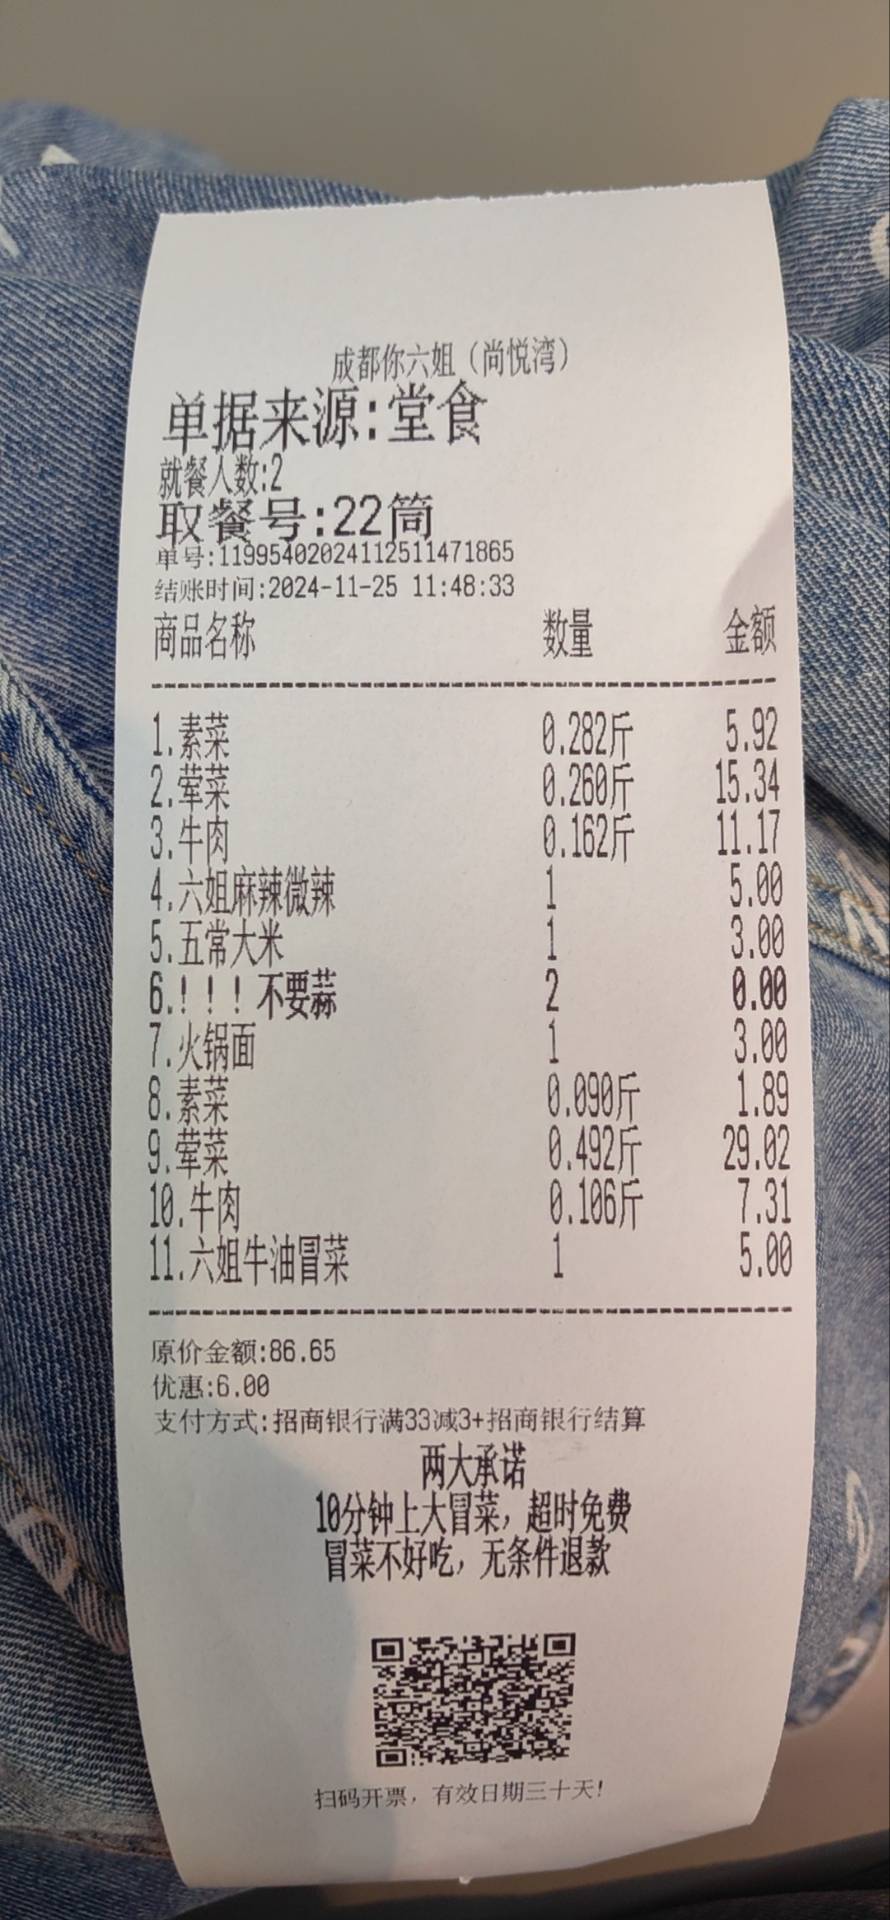 成都你六姐（尚悦湾）
单据来源:堂食
就餐人数:2
取餐号:22筒
单号:11995402024112511471865
结账时间:2024-11-25 11:48:33
商品名称 数量 金额
1.素菜 0.282斤 5.92
2.荤菜 0.260斤 15.34
3.牛肉 0.162斤 11.17
4.六姐麻辣微辣 1 5.00
5.五常大米 1 3.00
6.！！！不要蒜 2 0.00
7.火锅面 1 3.00
8.素菜 0.090斤 1.89
9.荤菜 0.492斤 29.02
10.牛肉 0.106斤 7.31
11.六姐牛油冒菜 1 5.00
原价金额:86.65
优惠:6.00
支付方式:招商银行满33减3+招商银行结算
两大承诺
10分钟上大冒菜，超时免费
冒菜不好吃，无条件退款
扫码开票，有效日期三十天!